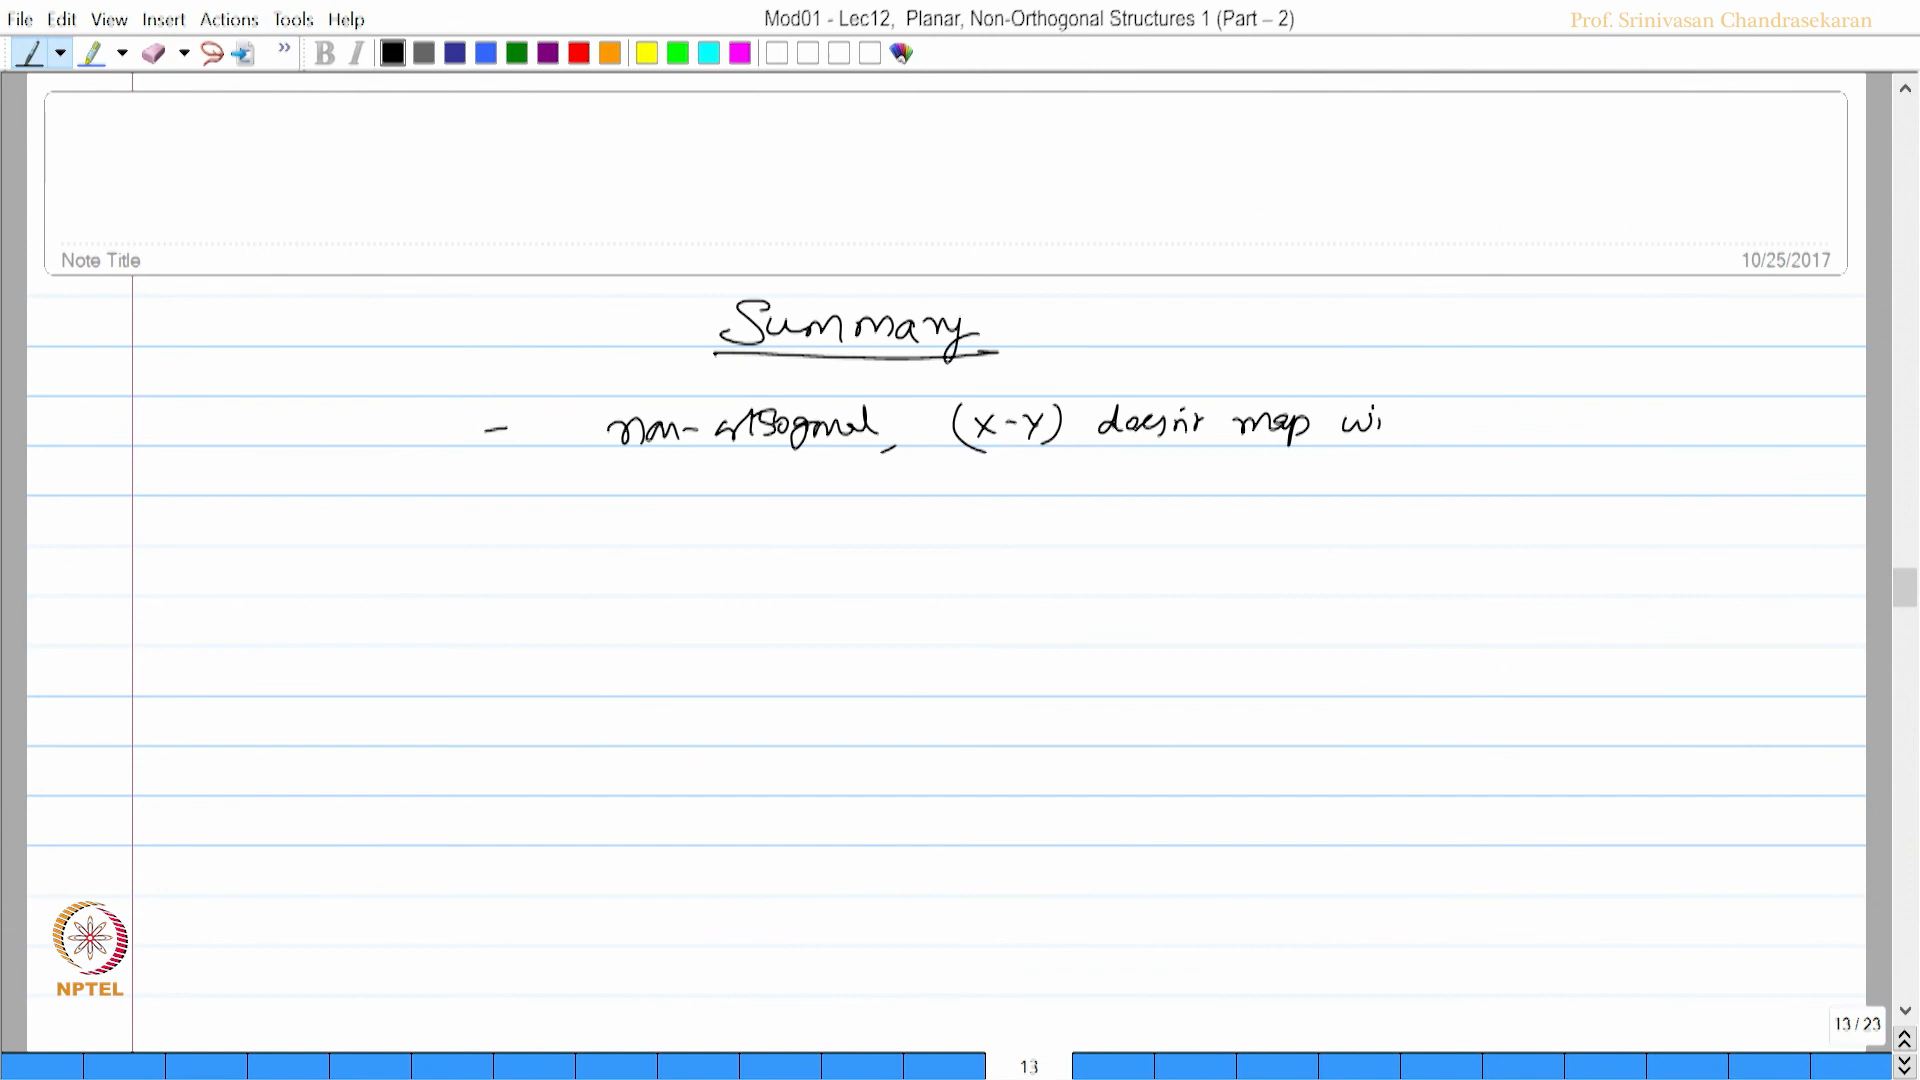 File Edit View Insert Actions Tools Help
Mod01 - Lec12, Planar, Non-Orthogonal Structures 1 (Part – 2)
Prof. Srinivasan Chandrasekaran
B I
Note Title
10/25/2017
Summary
- non-orthogonal, (X-Y) doesn't map wi
NPTEL
13 / 23
13